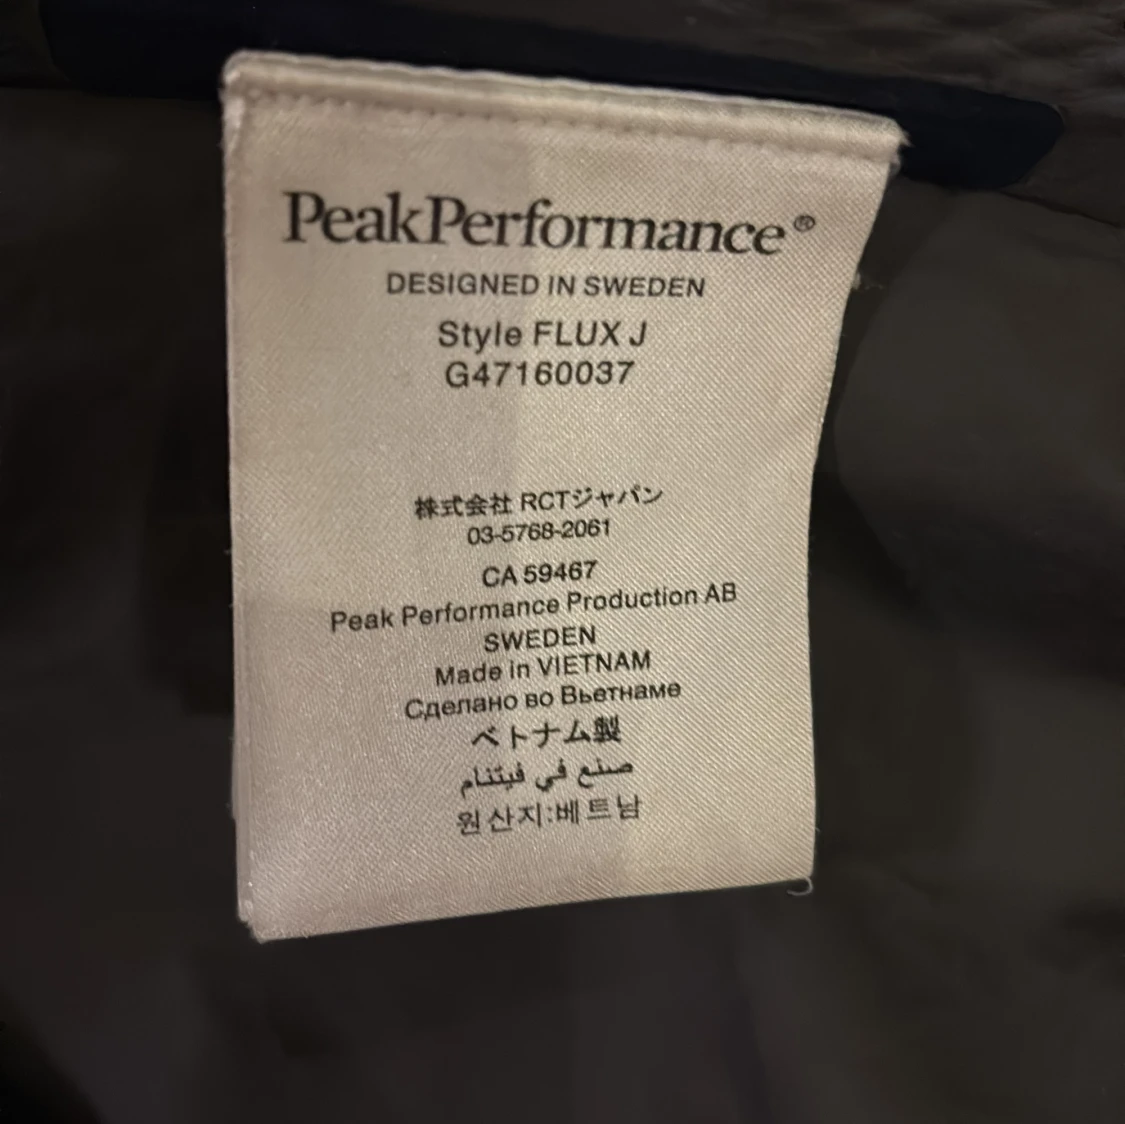 PeakPerformance®
DESIGNED IN SWEDEN
Style FLUX J
G47160037
株式会社 RCTジャパン
03-5768-2061
CA 59467
Peak Performance Production AB
SWEDEN
Made in VIETNAM
Сделано во Вьетнаме
ベトナム製
صنع في فيتنام
원산지:베트남